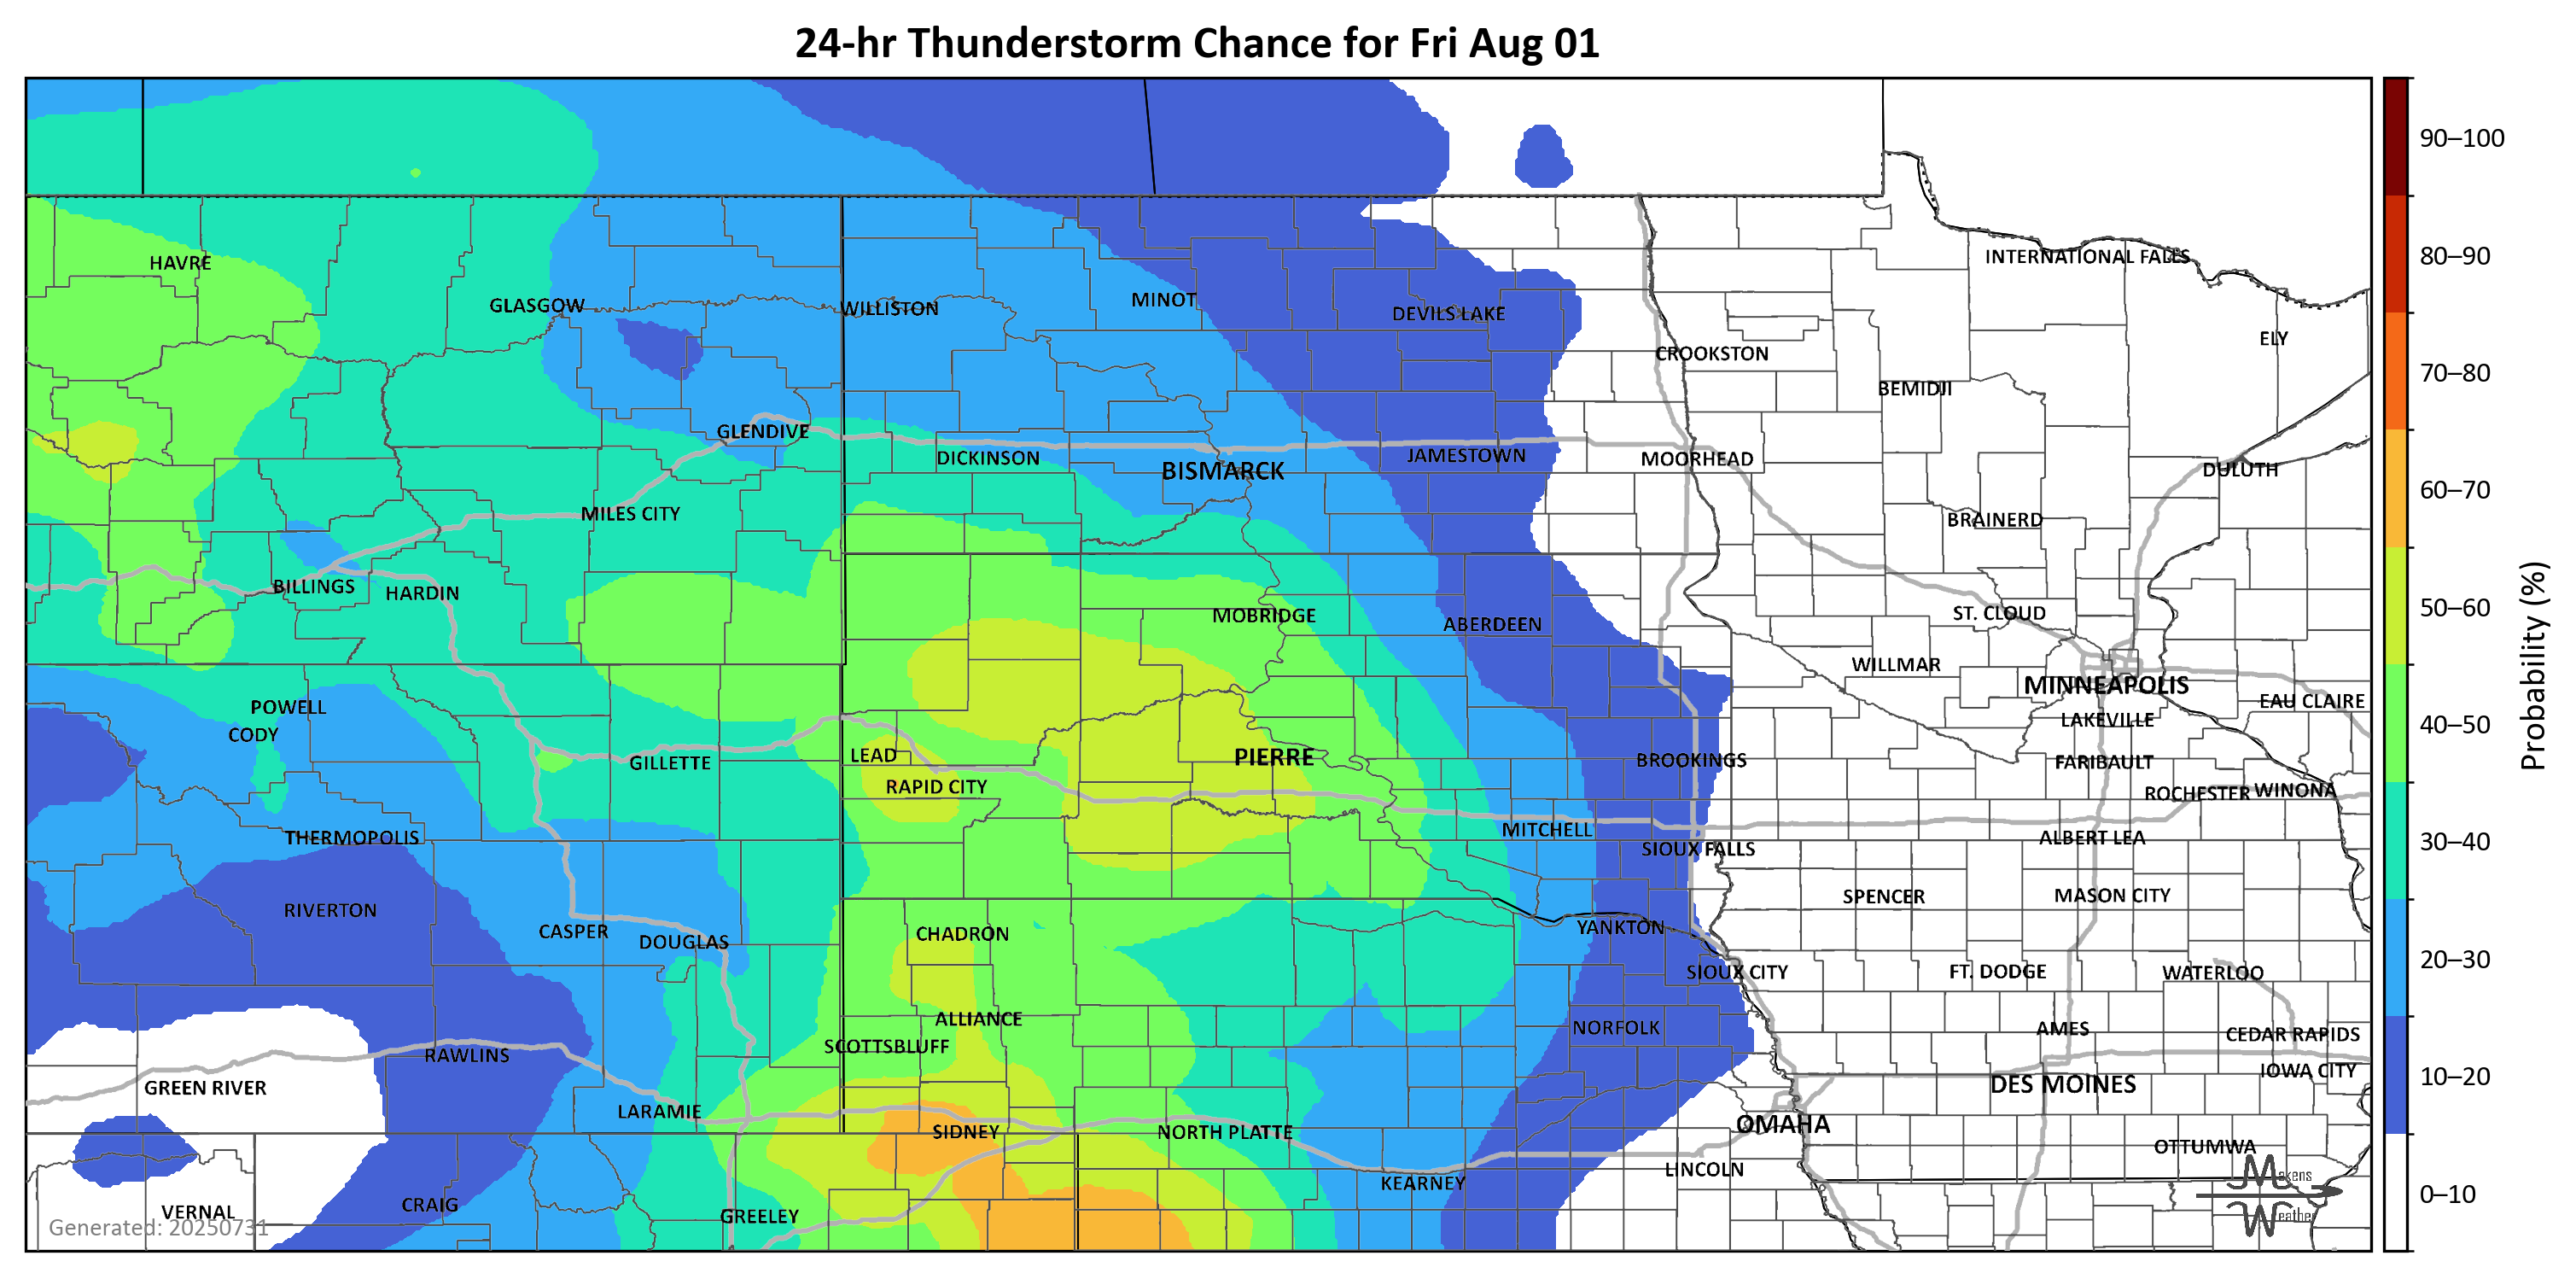 24-hr Thunderstorm Chance for Fri Aug 01
90–100
INTERNATIONAL FALLS
80–90
HAVRE
GLASGOW
WILLISTON
MINOT
DEVILS LAKE
ELY
CROOKSTON
70–80
BEMIDJI
GLENDIVE
DICKINSON
BISMARCK
JAMESTOWN
MOORHEAD
DULUTH
60–70
MILES CITY
BRAINERD
BILLINGS
HARDIN
MOBRIDGE
ABERDEEN
ST. CLOUD
50–60
WILLMAR
MINNEAPOLIS
Probability (%)
POWELL
EAU CLAIRE
CODY
LAKEVILLE
40–50
GILLETTE
LEAD
PIERRE
BROOKINGS
FARIBAULT
RAPID CITY
ROCHESTER
WINONA
THERMOPOLIS
MITCHELL
ALBERT LEA
30–40
SIOUX FALLS
RIVERTON
SPENCER
MASON CITY
CASPER
DOUGLAS
CHADRON
YANKTON
20–30
SIOUX CITY
FT. DODGE
WATERLOO
ALLIANCE
NORFOLK
AMES
CEDAR RAPIDS
SCOTTSBLUFF
RAWLINS
IOWA CITY
10–20
GREEN RIVER
DES MOINES
LARAMIE
SIDNEY
NORTH PLATTE
OMAHA
OTTUMWA
LINCOLN
KEARNEY
0–10
Makens
Weather
VERNAL
CRAIG
GREELEY
Generated: 20250731